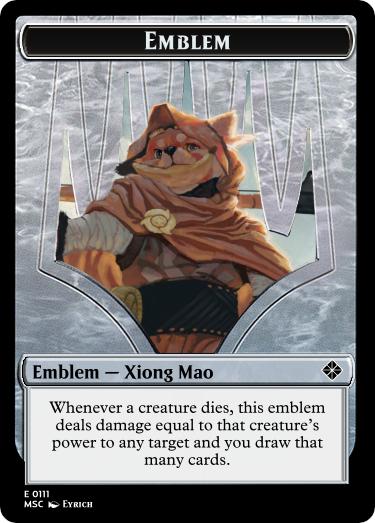 EMBLEM
Emblem — Xiong Mao
Whenever a creature dies, this emblem
deals damage equal to that creature's
power to any target and you draw that
many cards.
E 0111
MSC EYRICH